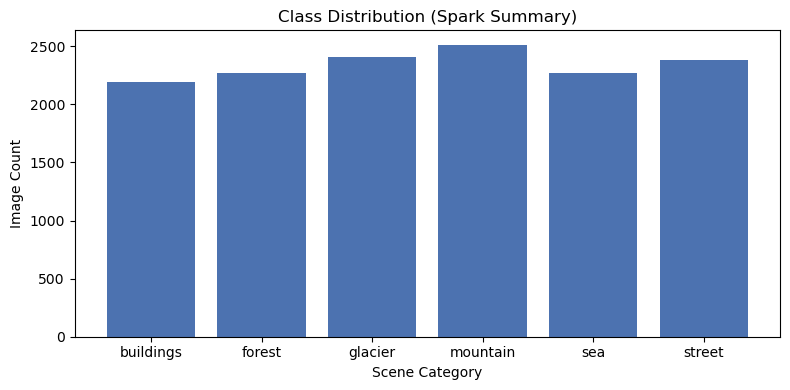 Class Distribution (Spark Summary)
Image Count
2500
2000
1500
1000
500
0
buildings forest glacier mountain sea street
Scene Category